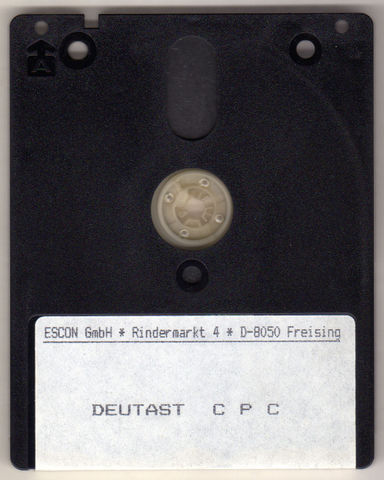 A
ESCON GmbH * Rindermarkt 4 * D-8050 Freising
DEUTAST C P C